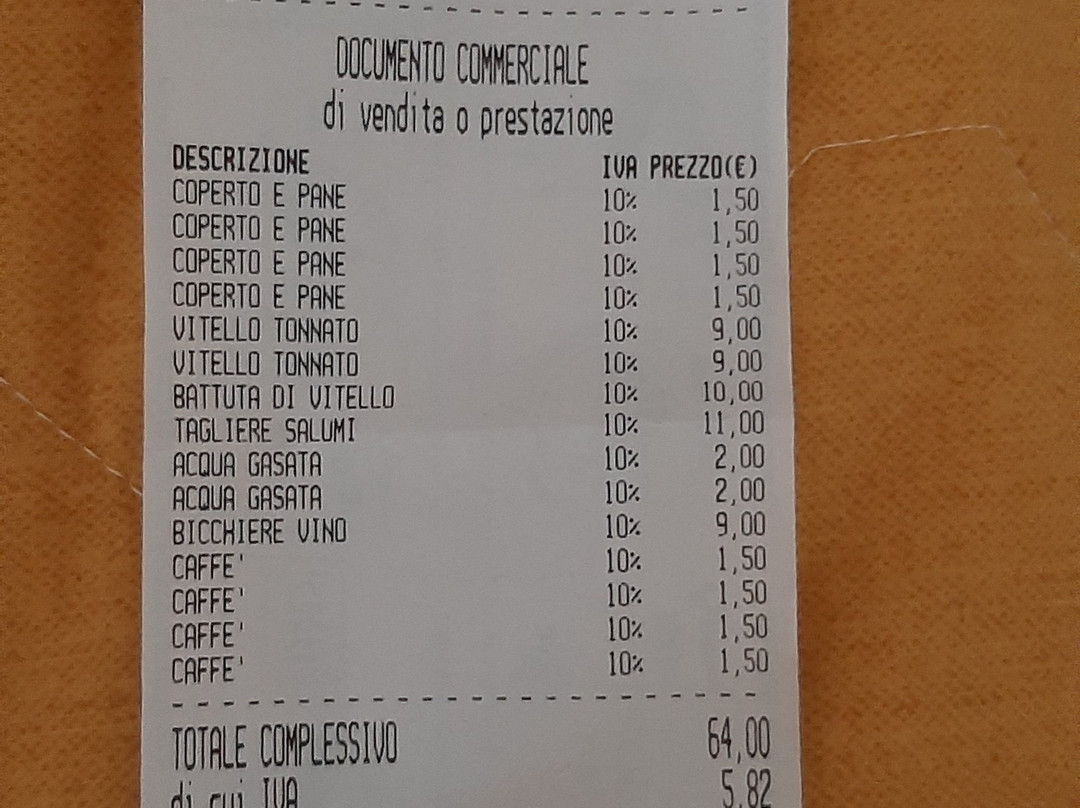 DOCUMENTO COMMERCIALE
di vendita o prestazione
DESCRIZIONE IVA PREZZO(€)
COPERTO E PANE 10% 1,50
COPERTO E PANE 10% 1,50
COPERTO E PANE 10% 1,50
COPERTO E PANE 10% 1,50
VITELLO TONNATO 10% 9,00
VITELLO TONNATO 10% 9,00
BATTUTA DI VITELLO 10% 10,00
TAGLIERE SALUMI 10% 11,00
ACQUA GASATA 10% 2,00
ACQUA GASATA 10% 2,00
BICCHIERE VINO 10% 9,00
CAFFE' 10% 1,50
CAFFE' 10% 1,50
CAFFE' 10% 1,50
CAFFE' 10% 1,50
TOTALE COMPLESSIVO 64,00
di cui IVA 5,82